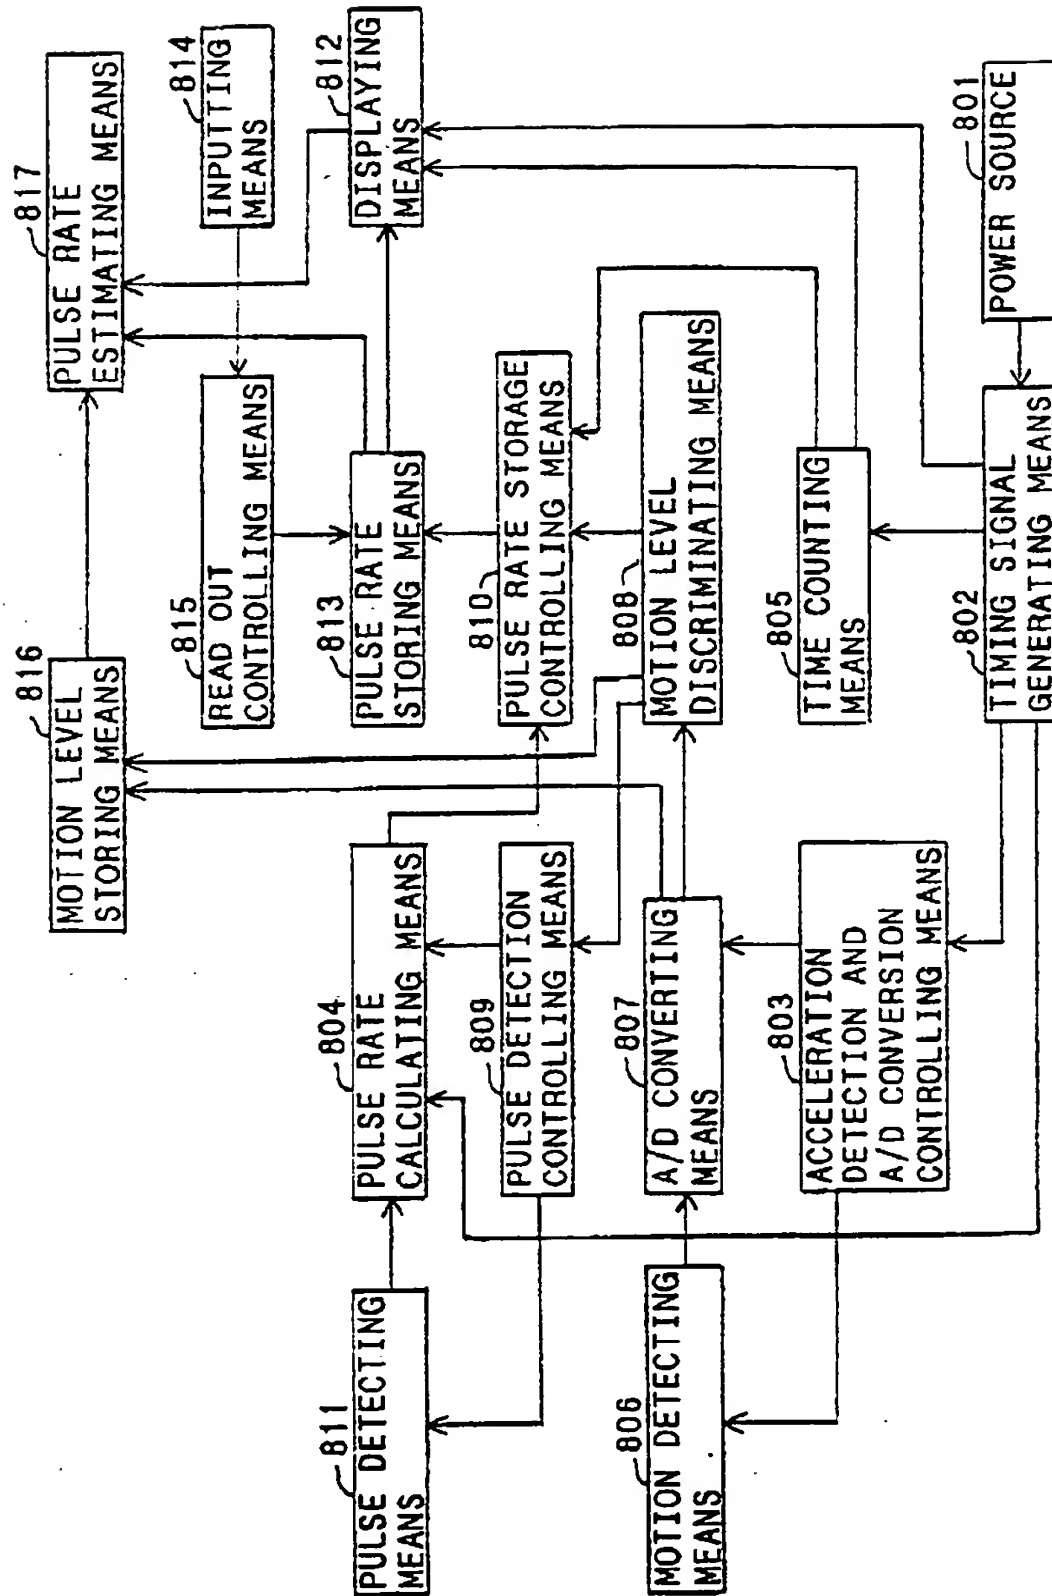 816
MOTION LEVEL
STORING MEANS
817
PULSE RATE
ESTIMATING MEANS
815
READ OUT
CONTROLLING MEANS
814
INPUTTING
MEANS
811
PULSE DETECTING
MEANS
804
PULSE RATE
CALCULATING MEANS
813
PULSE RATE
STORING MEANS
812
DISPLAYING
MEANS
809
PULSE DETECTION
CONTROLLING MEANS
810
PULSE RATE STORAGE
CONTROLLING MEANS
806
MOTION DETECTING
MEANS
807
A/D CONVERTING
MEANS
808
MOTION LEVEL
DISCRIMINATING MEANS
803
ACCELERATION
DETECTION AND
A/D CONVERSION
CONTROLLING MEANS
805
TIME COUNTING
MEANS
802
TIMING SIGNAL
GENERATING MEANS
801
POWER SOURCE